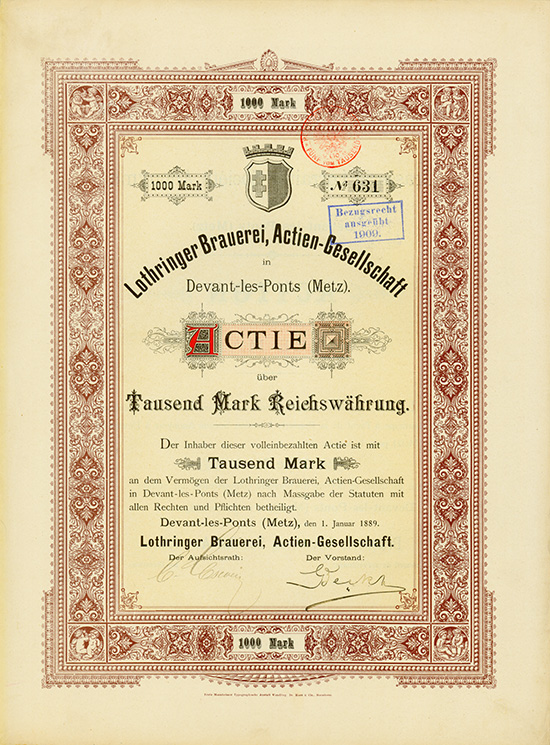 1000 Mark
1000 Mark
No 631
Bezugsrecht
ausgeübt
1909.
Lothringer Brauerei, Actien-Gesellschaft
in
Devant-les-Ponts (Metz).
ACTIE
über
Tausend Mark Reichswährung.
Der Inhaber dieser volleinbezahlten Actie ist mit
Tausend Mark
an dem Vermögen der Lothringer Brauerei, Actien-Gesellschaft
in Devant-les-Ponts (Metz) nach Massgabe der Statuten mit
allen Rechten und Pflichten betheiligt.
Devant-les-Ponts (Metz), den 1. Januar 1889.
Lothringer Brauerei, Actien-Gesellschaft.
Der Aufsichtsrath:
Der Vorstand:
1000 Mark